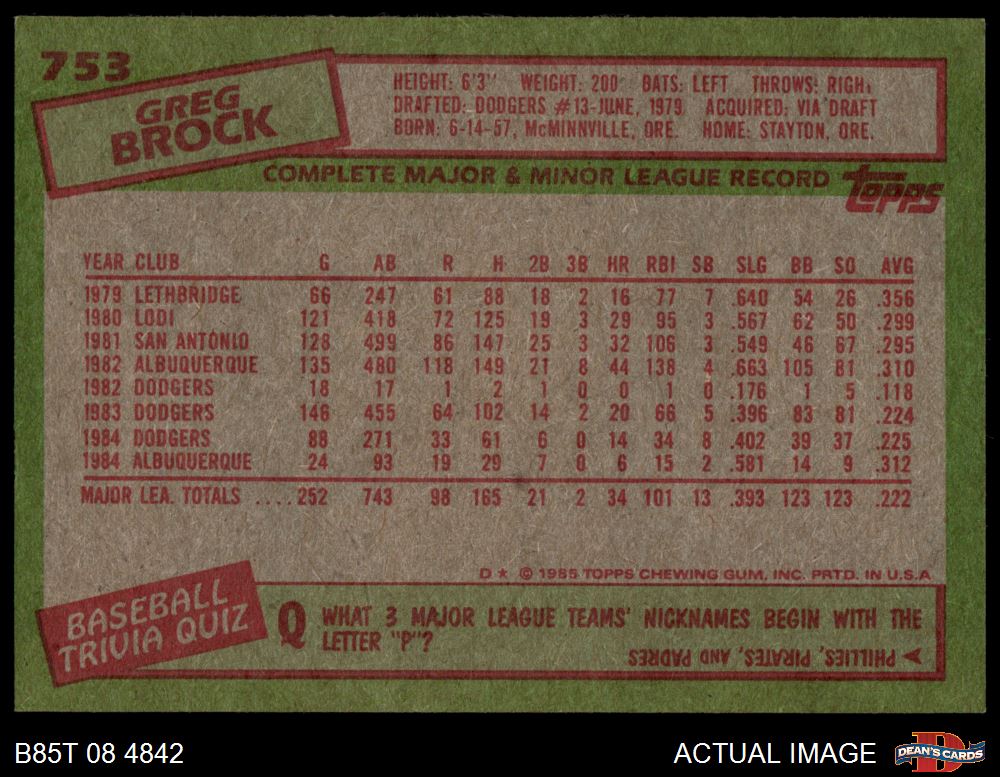 753
GREG
BROCK
HEIGHT: 6'3" WEIGHT: 200 BATS: LEFT THROWS: RIGHT
DRAFTED: DODGERS #13-JUNE, 1979 ACQUIRED: VIA DRAFT
BORN: 6-14-57, McMINNVILLE, ORE. HOME: STAYTON, ORE.
COMPLETE MAJOR & MINOR LEAGUE RECORD
TOPPS
YEAR CLUB G AB R H 2B 3B HR RBI SB SLG BB SO AVG
1979 LETHBRIDGE 66 247 61 88 18 2 16 77 7 .640 54 26 .356
1980 LODI 121 418 72 125 19 3 29 95 3 .567 62 50 .299
1981 SAN ANTONIO 128 499 86 147 25 3 32 106 3 .549 46 67 .295
1982 ALBUQUERQUE 135 480 118 149 21 8 44 138 4 .663 105 81 .310
1982 DODGERS 18 17 1 2 1 0 0 1 0 .176 1 5 .118
1983 DODGERS 146 455 64 102 14 2 20 66 5 .396 83 81 .224
1984 DODGERS 88 271 33 61 6 0 14 34 8 .402 39 37 .225
1984 ALBUQUERQUE 24 93 19 29 7 0 6 15 2 .581 14 9 .312
MAJOR LEA. TOTALS ....252 743 98 165 21 2 34 101 13 .393 123 123 .222
D ★ © 1985 TOPPS CHEWING GUM, INC. PRTD. IN U.S.A
BASEBALL
TRIVIA QUIZ
Q WHAT 3 MAJOR LEAGUE TEAMS' NICKNAMES BEGIN WITH THE
LETTER "P"?
PHILLIES, PIRATES, AND PADRES
B85T 08 4842
ACTUAL IMAGE
D
DEAN'S CARDS